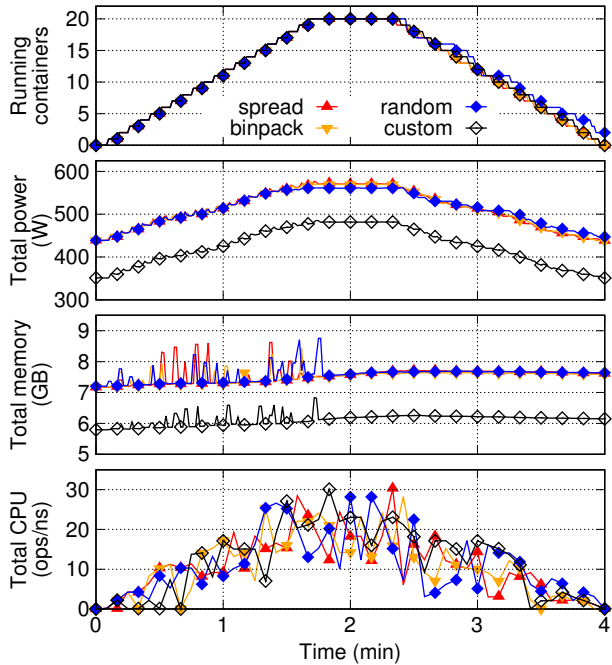 Running
containers
20
15
10
5
0
spread
random
binpack
custom
Total power
(W)
600
500
400
300
Total memory
(GB)
9
8
7
6
5
Total CPU
(ops/ns)
30
20
10
0
0 1 2 3 4
Time (min)